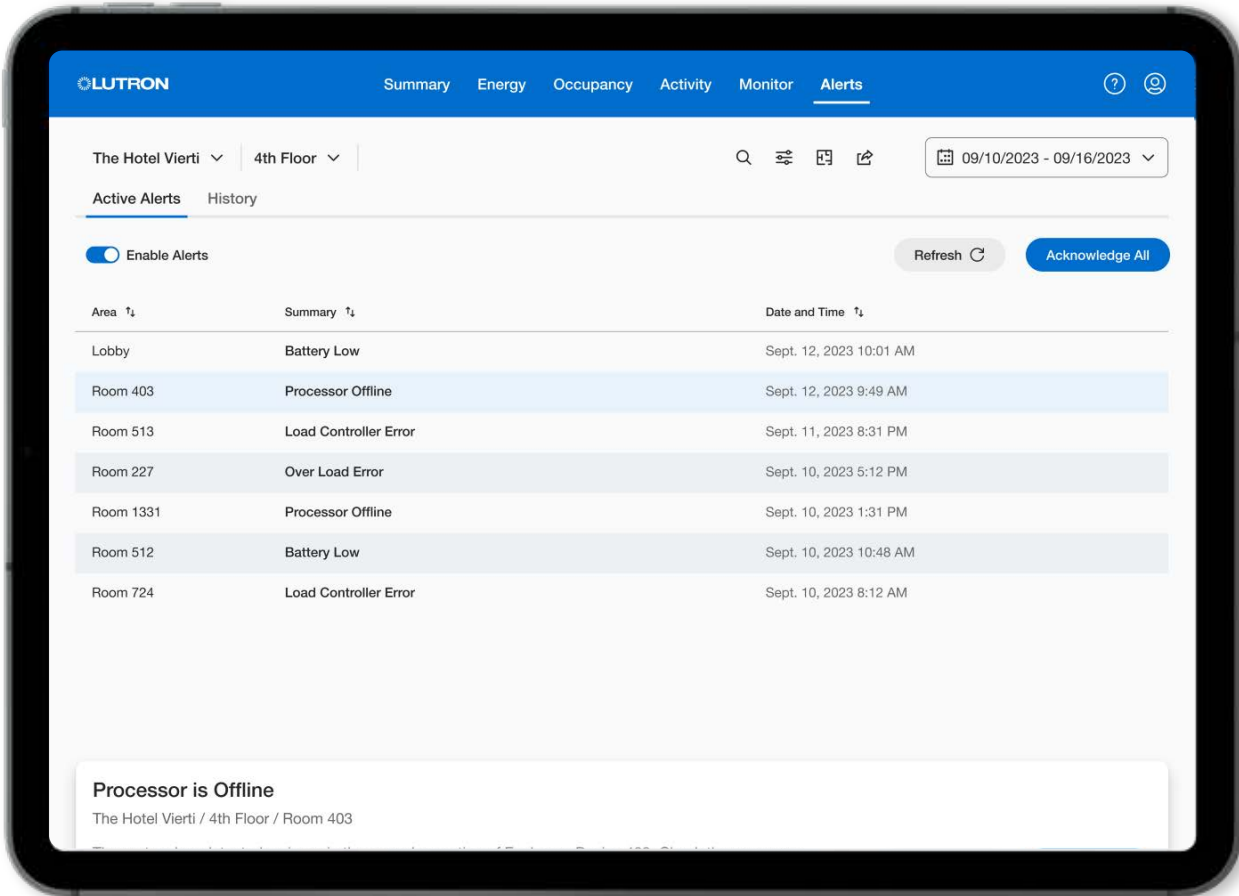 LUTRON Summary Energy Occupancy Activity Monitor Alerts
The Hotel Vierti 4th Floor 09/10/2023 - 09/16/2023
Active Alerts History
Enable Alerts Refresh Acknowledge All
Area Summary Date and Time
Lobby Battery Low Sept. 12, 2023 10:01 AM
Room 403 Processor Offline Sept. 12, 2023 9:49 AM
Room 513 Load Controller Error Sept. 11, 2023 8:31 PM
Room 227 Over Load Error Sept. 10, 2023 5:12 PM
Room 1331 Processor Offline Sept. 10, 2023 1:31 PM
Room 512 Battery Low Sept. 10, 2023 10:48 AM
Room 724 Load Controller Error Sept. 10, 2023 8:12 AM
Processor is Offline
The Hotel Vierti / 4th Floor / Room 403